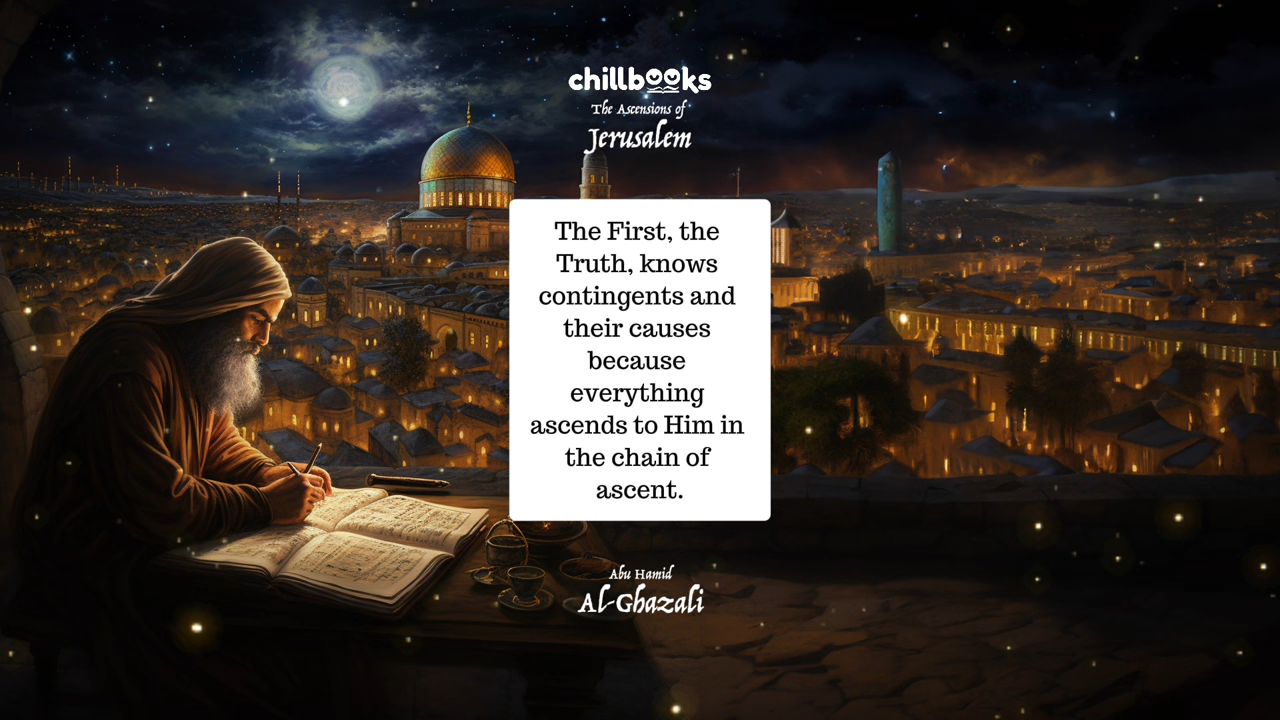 chillbooks
The Ascensions of
Jerusalem
The First, the
Truth, knows
contingents and
their causes
because
everything
ascends to Him in
the chain of
ascent.
Abu Hamid
Al-Ghazali